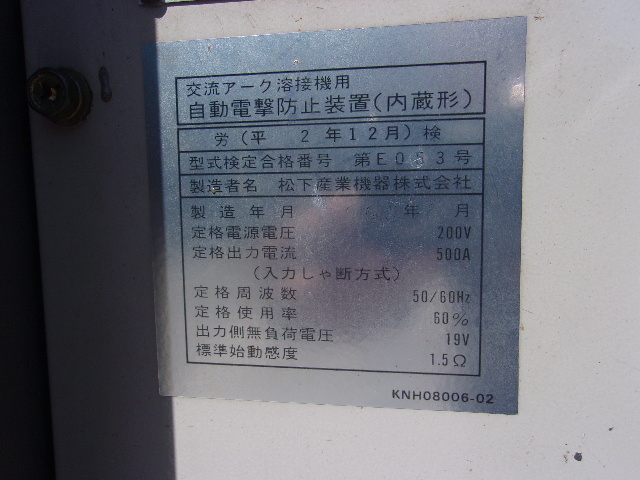 交流アーク溶接機用
自動電撃防止装置(内蔵形)
労(平 2年12月)検
型式検定合格番号 第E053号
製造者名 松下産業機器株式会社
製造年月 年 月
定格電源電圧 200V
定格出力電流 500A
(入力しゃ断方式)
定格周波数 50/60Hz
定格使用率 60%
出力側無負荷電圧 19V
標準始動感度 1.5Ω
KNH08006-02